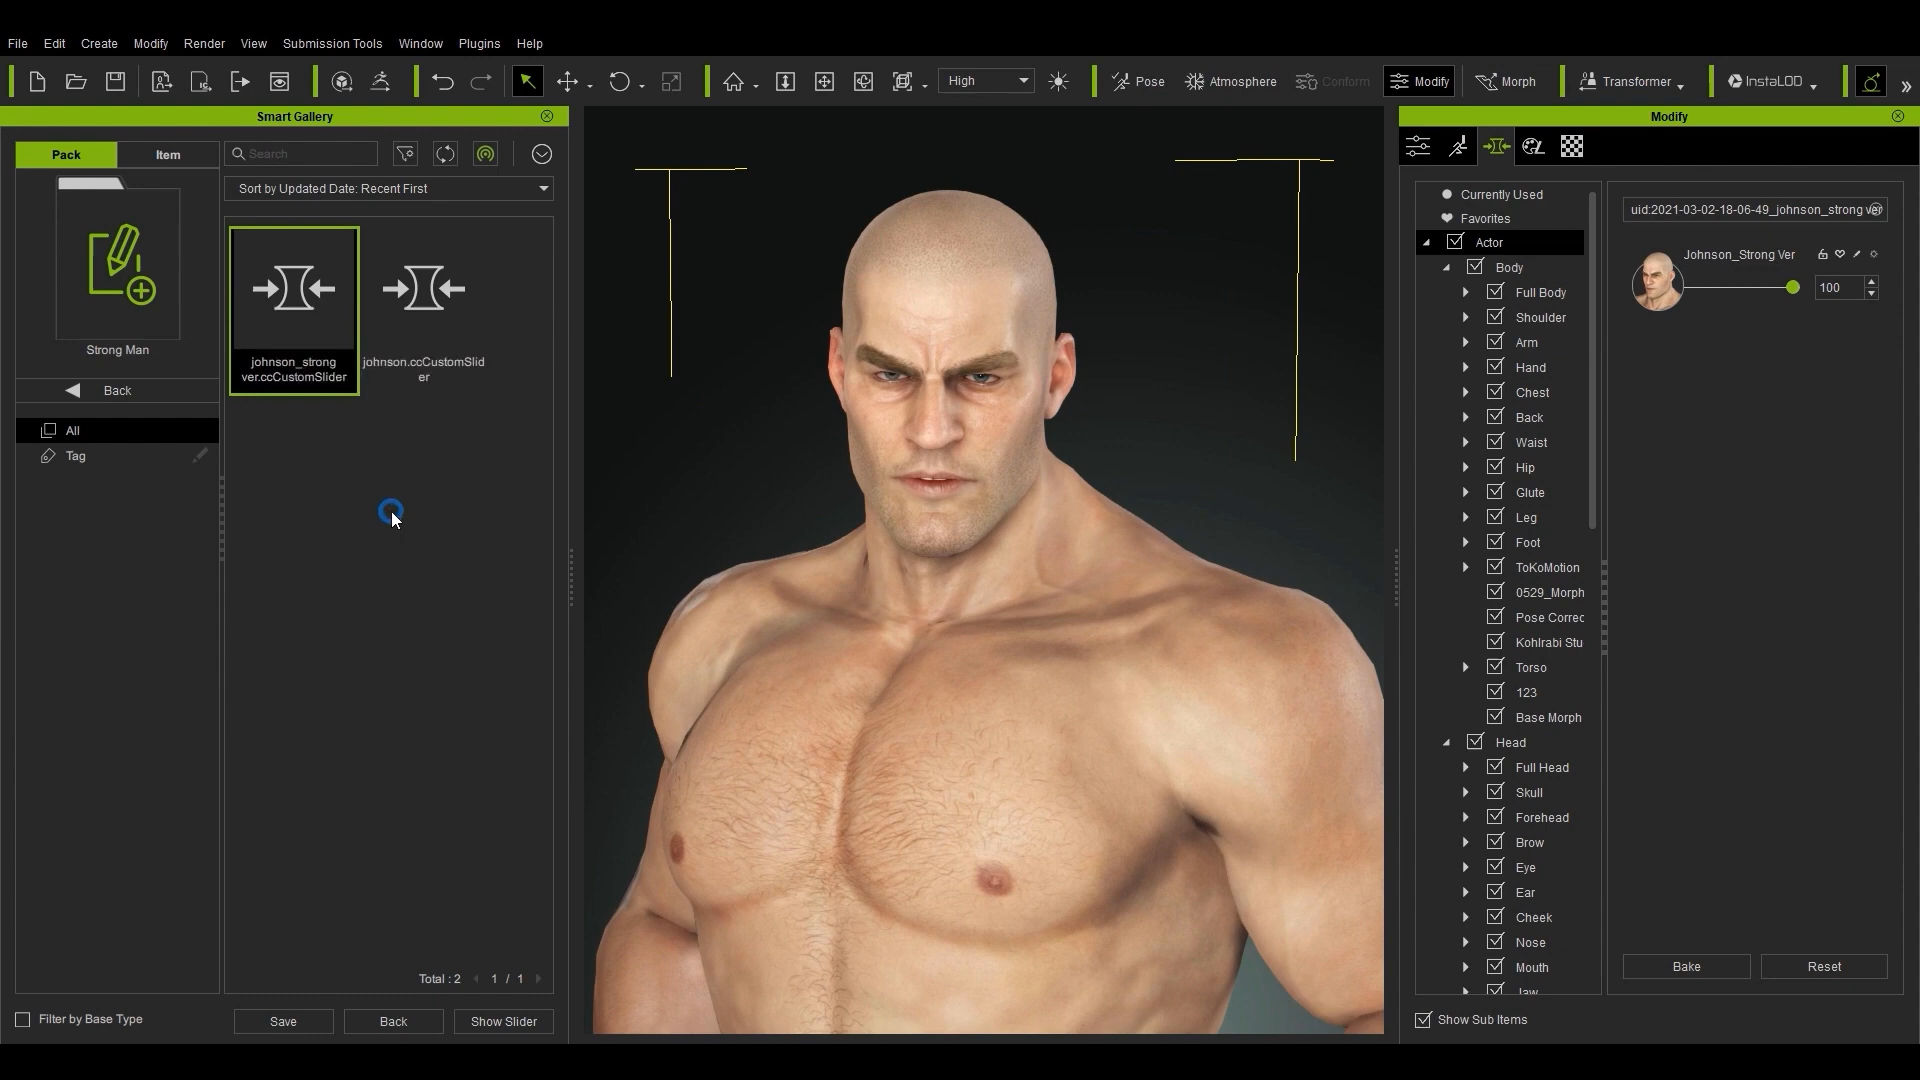 File Edit Create Modify Render View Submission Tools Window Plugins Help
High
Pose
Atmosphere
Conform
Modify
Morph
Transformer
InstaLOD
Smart Gallery
Pack
Item
Search
Sort by Updated Date: Recent First
Strong Man
Back
All
Tag
johnson_strong
ver.ccCustomSlider
johnson.ccCustomSlid
er
Total : 2 1 / 1
Filter by Base Type
Save
Back
Show Slider
Modify
Currently Used
Favorites
Actor
Body
Full Body
Shoulder
Arm
Hand
Chest
Back
Waist
Hip
Glute
Leg
Foot
ToKoMotion
0529_Morph
Pose Correc
Kohlrabi Stu
Torso
123
Base Morph
Head
Full Head
Skull
Forehead
Brow
Eye
Ear
Cheek
Nose
Mouth
Jaw
Show Sub Items
uid:2021-03-02-18-06-49_johnson_strong ver
Johnson_Strong Ver
100
Bake
Reset